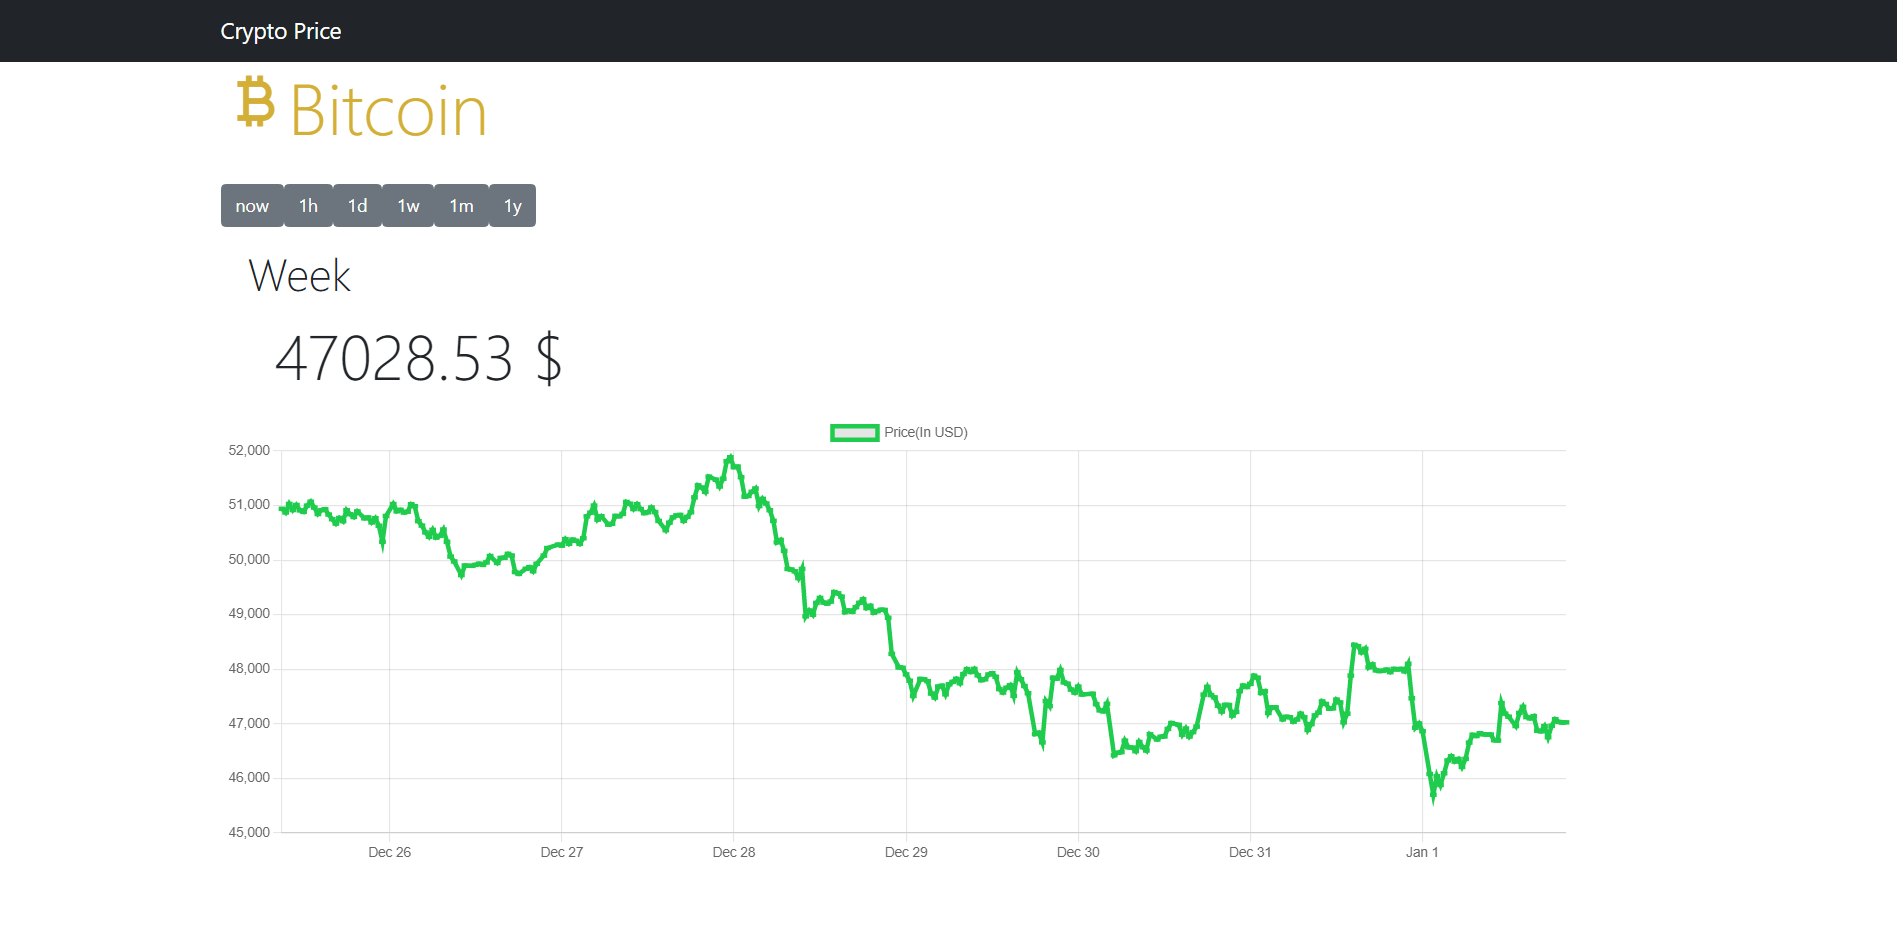 Crypto Price
Bitcoin
now 1h 1d 1w 1m 1y
Week
47028.53 $
Price(In USD)
52,000
51,000
50,000
49,000
48,000
47,000
46,000
45,000
Dec 26 Dec 27 Dec 28 Dec 29 Dec 30 Dec 31 Jan 1